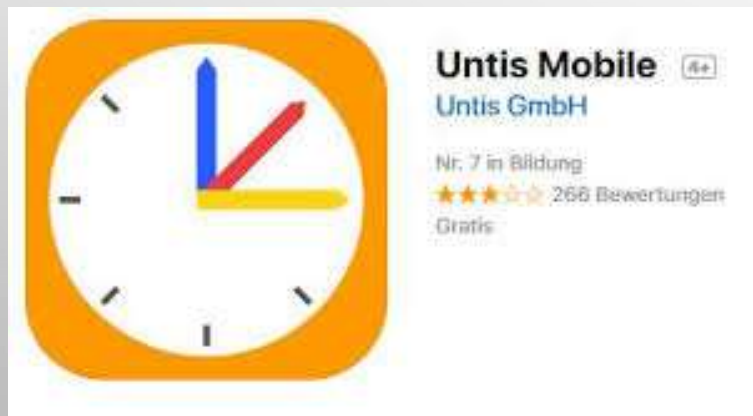 Untis Mobile 4+
Untis GmbH
Nr. 7 in Bildung
266 Bewertungen
Gratis